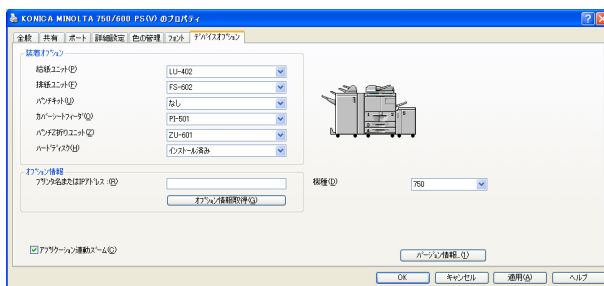 KONICA MINOLTA 750/600 PS(V) のプロパティ
全般 共有 ポート 詳細設定 色の管理 フォント デバイスオプション
装着オプション
給紙ユニット(P) LU-402
排紙ユニット(F) FS-602
パンチキット(U) なし
カバーシートフィーダ(O) PI-501
パンチZ折りユニット(Z) ZU-601
ハードディスク(H) インストール済み
オプション情報
プリンタ名またはIPアドレス:(R)
機種(D) 750
オプション情報取得(G)
アプリケーション連動ズーム(C)
バージョン情報...(I)
OK キャンセル 適用(A) ヘルプ